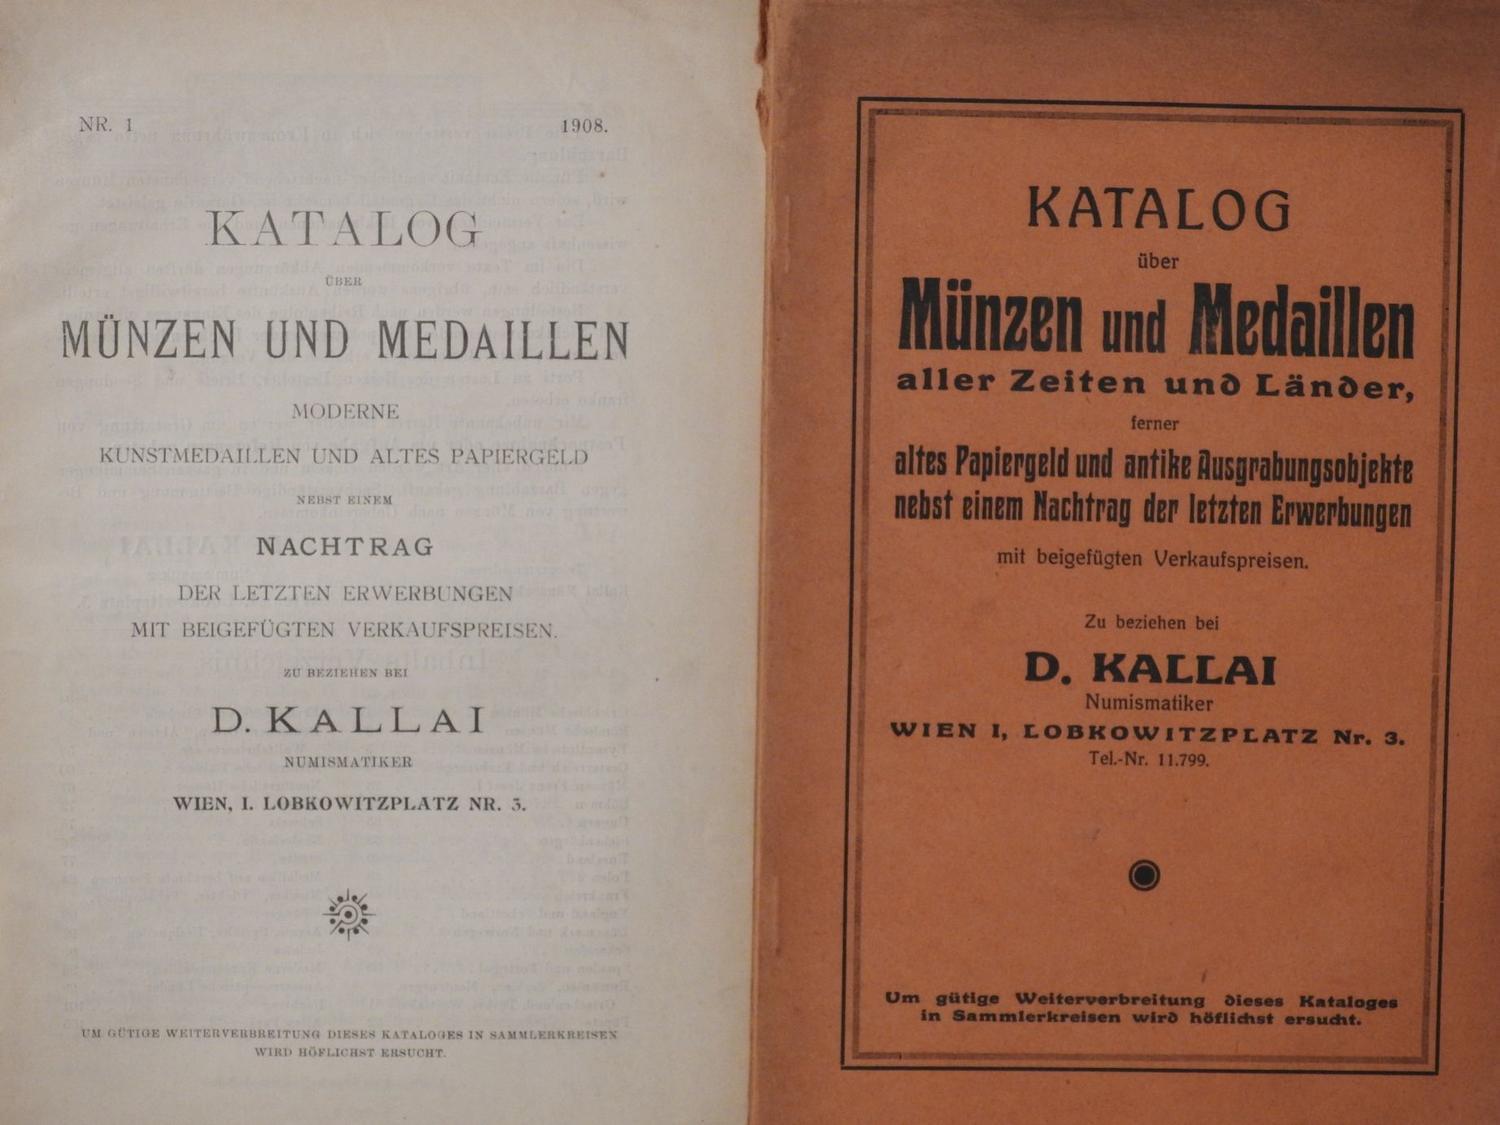 NR. 1
1908.
KATALOG
ÜBER
MÜNZEN UND MEDAILLEN
MODERNE
KUNSTMEDAILLEN UND ALTES PAPIERGELD
NEBST EINEM
NACHTRAG
DER LETZTEN ERWERBUNGEN
MIT BEIGEFÜGTEN VERKAUFSPREISEN.
ZU BEZIEHEN BEI
D. KALLAI
NUMISMATIKER
WIEN, I. LOBKOWITZPLATZ NR. 3.
UM GÜTIGE WEITERVERBREITUNG DIESES KATALOGES IN SAMMLERKREISEN
WIRD HÖFLICHST ERSUCHT.
KATALOG
über
Münzen und Medaillen
aller Zeiten und Länder,
ferner
altes Papiergeld und antike Ausgrabungsobjekte
nebst einem Nachtrag der letzten Erwerbungen
mit beigefügten Verkaufspreisen.
Zu beziehen bei
D. KALLAI
Numismatiker
WIEN I, LOBKOWITZPLATZ Nr. 3.
Tel.-Nr. 11.799.
Um gütige Weiterverbreitung dieses Kataloges
in Sammlerkreisen wird höflichst ersucht.